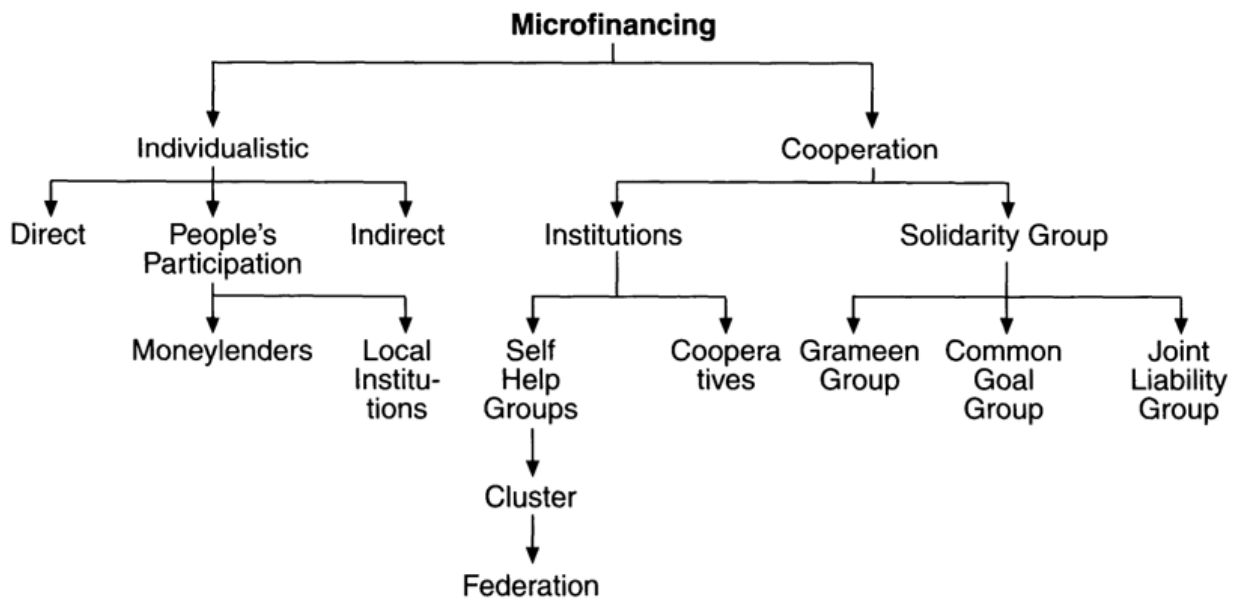 Microfinancing
Individualistic
Cooperation
Direct
People's
Participation
Indirect
Institutions
Solidarity Group
Moneylenders
Local
Institu-
tions
Self
Help
Groups
Coopera
tives
Grameen
Group
Common
Goal
Group
Joint
Liability
Group
Cluster
Federation